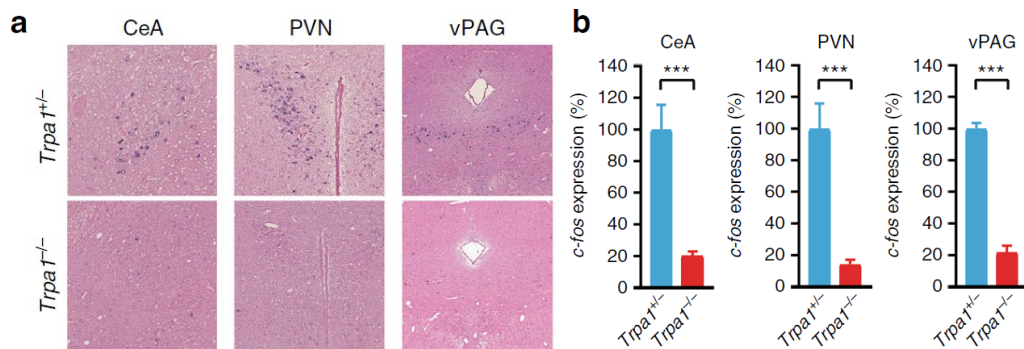 a
CeA PVN vPAG
Trpa1+/−
Trpa1−/−
b
CeA
c-fos expression (%)
140
120
100
80
60
40
20
0
***
Trpa1+/− Trpa1−/−
PVN
c-fos expression (%)
140
120
100
80
60
40
20
0
***
Trpa1+/− Trpa1−/−
vPAG
c-fos expression (%)
140
120
100
80
60
40
20
0
***
Trpa1+/− Trpa1−/−